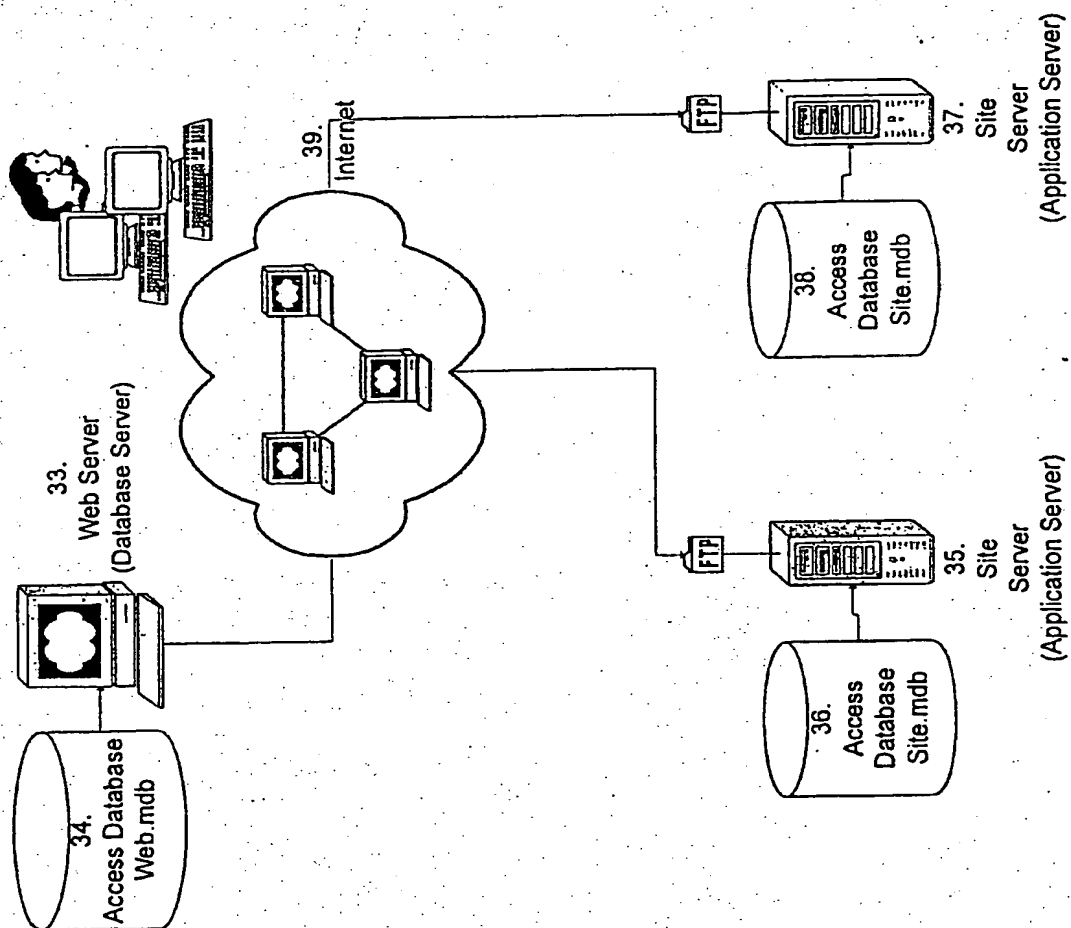 33.
Web Server
(Database Server)
34.
Access Database
Web.mdb
39.
Internet
FTP
35.
Site
Server
(Application Server)
36.
Access
Database
Site.mdb
FTP
37.
Site
Server
(Application Server)
38.
Access
Database
Site.mdb